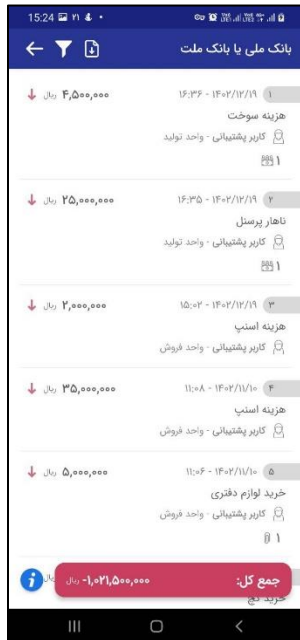 15:24
بانک ملی یا بانک ملت
۱ ۱۴۰۲/۱۲/۱۹ - ۱۶:۳۶ ۴,۵۰۰,۰۰۰ ریال
هزینه سوخت
کاربر پشتیبانی - واحد تولید
۱
۲ ۱۴۰۲/۱۲/۱۹ - ۱۶:۳۵ ۲۵,۰۰۰,۰۰۰ ریال
ناهار پرسنل
کاربر پشتیبانی - واحد تولید
۱
۳ ۱۴۰۲/۱۲/۱۹ - ۱۵:۰۲ ۲,۰۰۰,۰۰۰ ریال
هزینه اسنپ
کاربر پشتیبانی - واحد فروش
۴ ۱۴۰۲/۱۱/۱۰ - ۱۱:۰۸ ۳۵,۰۰۰,۰۰۰ ریال
هزینه اسنپ
کاربر پشتیبانی - واحد فروش
۵ ۱۴۰۲/۱۱/۱۰ - ۱۱:۰۶ ۵,۰۰۰,۰۰۰ ریال
خرید لوازم دفتری
کاربر پشتیبانی - واحد فروش
۱
جمع کل: -۱,۰۲۱,۵۰۰,۰۰۰ ریال
خرید گچ